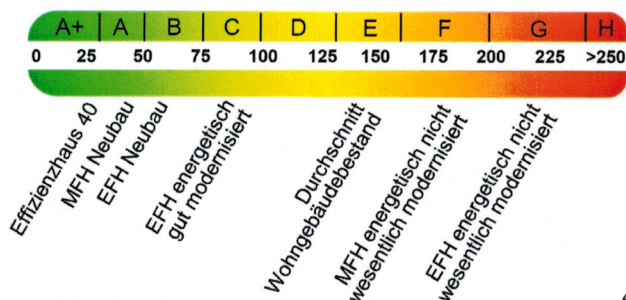 A+ A B C D E F G H
0 25 50 75 100 125 150 175 200 225 >250
Effizienzhaus 40
MFH Neubau
EFH Neubau
EFH energetisch
gut modernisiert
Durchschnitt
Wohngebäudebestand
MFH energetisch nicht
wesentlich modernisiert
EFH energetisch nicht
wesentlich modernisiert